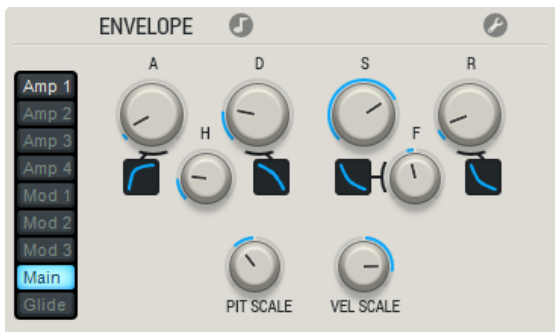 ENVELOPE
A D S R
H F
Amp 1
Amp 2
Amp 3
Amp 4
Mod 1
Mod 2
Mod 3
Main
Glide
PIT SCALE VEL SCALE